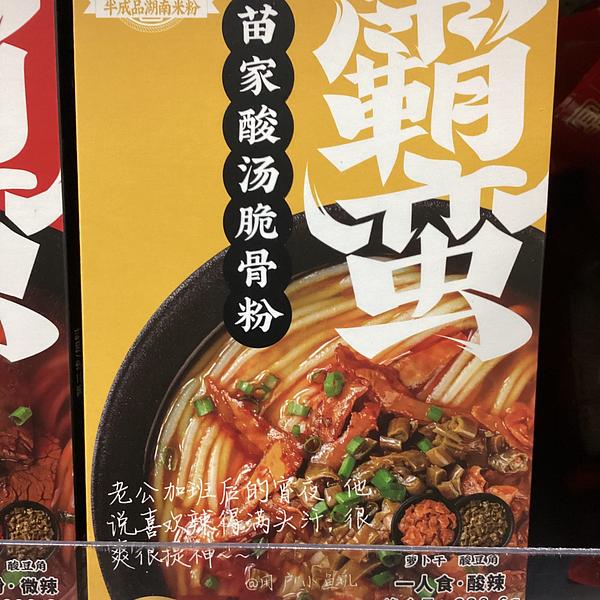 半成品湖南米粉
苗家酸汤脆骨粉
霸蛮
老公加班后的宵夜，他
说喜欢辣得满头汗，很
爽很提神~~
萝卜干 酸豆角
一人食·酸辣
酸豆角
微辣